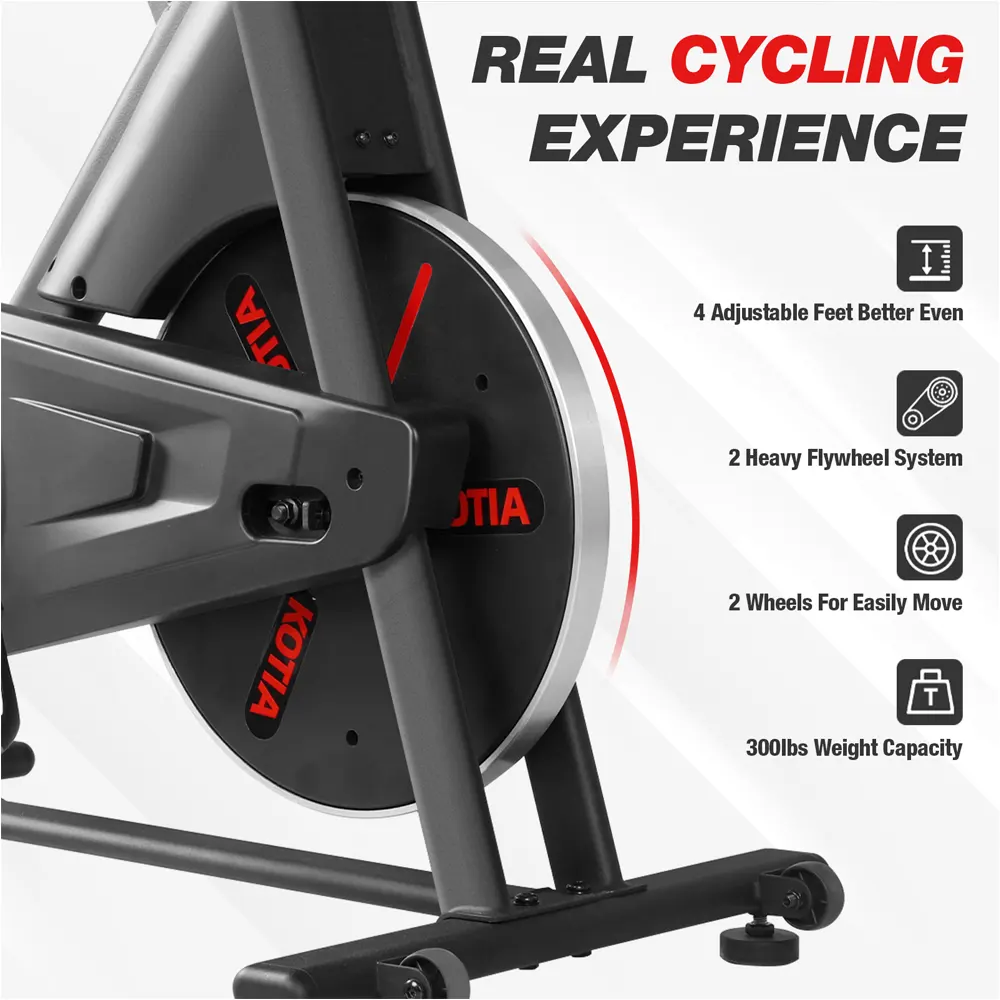 REAL CYCLING
EXPERIENCE
4 Adjustable Feet Better Even
2 Heavy Flywheel System
2 Wheels For Easily Move
T
300lbs Weight Capacity
KOTIA